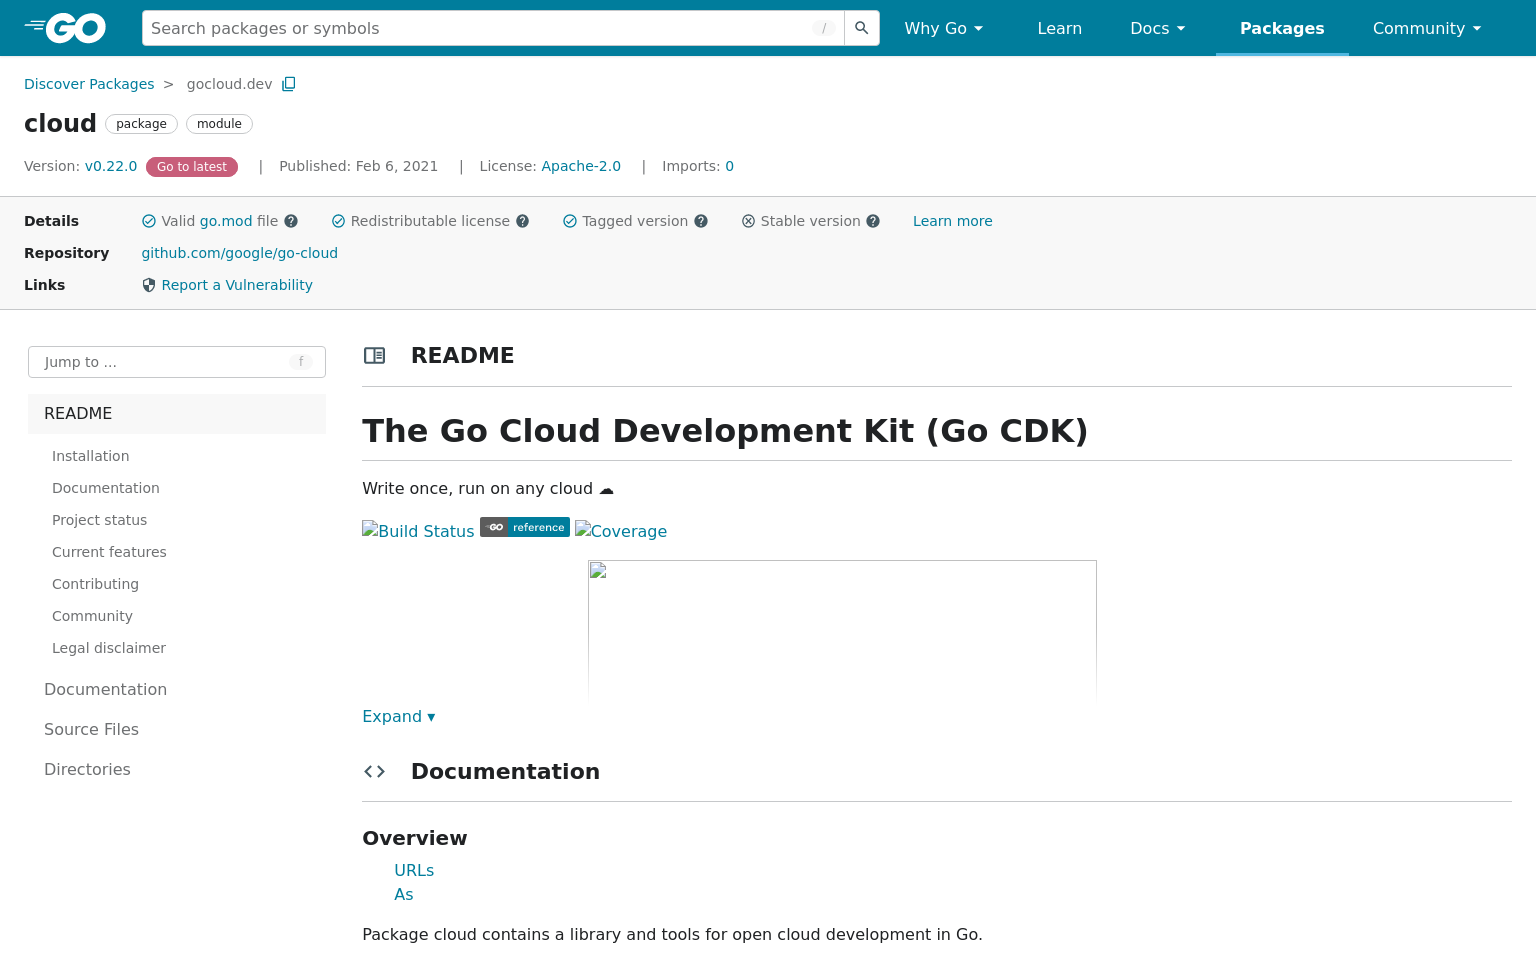 GO
Search packages or symbols
/
Why Go
Learn
Docs
Packages
Community
Discover Packages > gocloud.dev
cloud package module
Version: v0.22.0 Go to latest | Published: Feb 6, 2021 | License: Apache-2.0 | Imports: 0
Details Valid go.mod file Redistributable license Tagged version Stable version Learn more
Repository github.com/google/go-cloud
Links Report a Vulnerability
Jump to ...
f
README
Installation
Documentation
Project status
Current features
Contributing
Community
Legal disclaimer
Documentation
Source Files
Directories
README
The Go Cloud Development Kit (Go CDK)
Write once, run on any cloud ☁
Build Status GO reference Coverage
Expand ▾
Documentation
Overview
URLs
As
Package cloud contains a library and tools for open cloud development in Go.